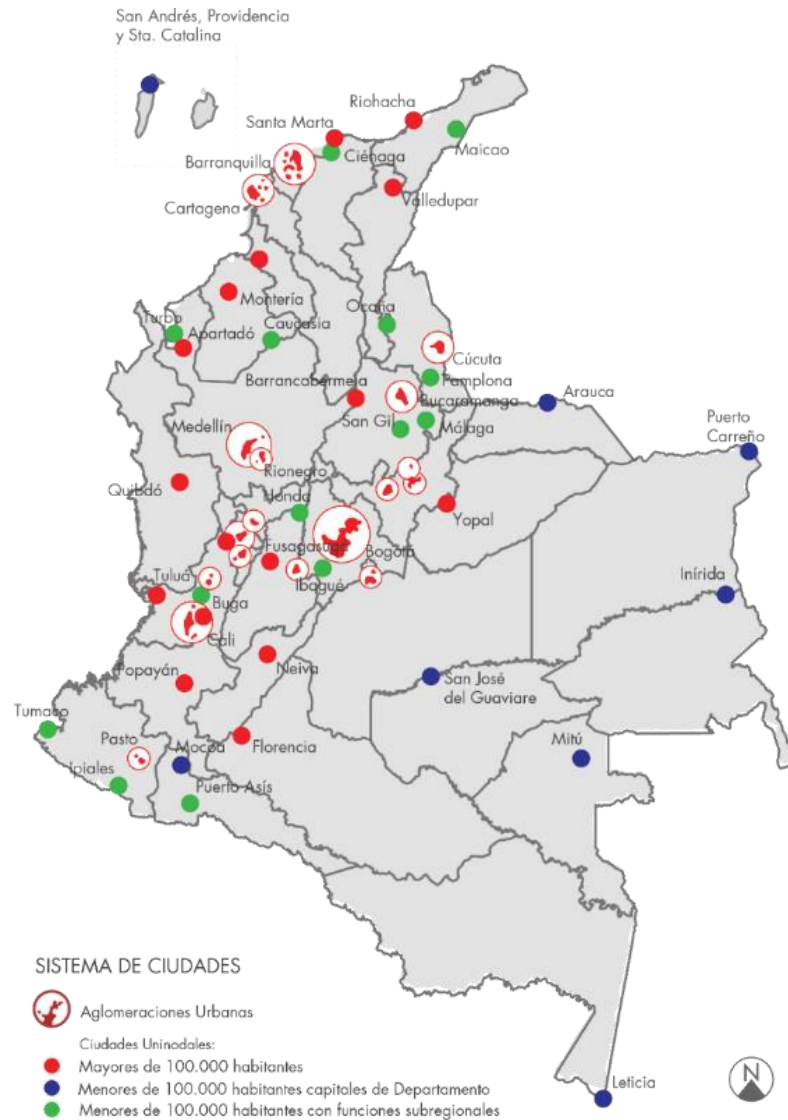 San Andrés, Providencia
y Sta. Catalina
Riohacha
Santa Marta
Ciénaga
Maicao
Barranquilla
Valledupar
Cartagena
Montería
Ocaña
Turbo
Caucasia
Apartadó
Cúcuta
Barrancabermeja
Pamplona
Arauca
Bucaramanga
Puerto
Carreño
San Gil
Málaga
Medellín
Rionegro
Quibdó
Honda
Yopal
Fusagasuga
Bogotá
Tuluá
Ibagué
Inírida
Buga
Cali
Popayán
Neiva
San José
del Guaviare
Tumaco
Pasto
Mocoa
Florencia
Mitú
Ipiales
Puerto Asís
SISTEMA DE CIUDADES
Aglomeraciones Urbanas
Ciudades Uninodales:
Mayores de 100.000 habitantes
Menores de 100.000 habitantes capitales de Departamento
Menores de 100.000 habitantes con funciones subregionales
Leticia
N